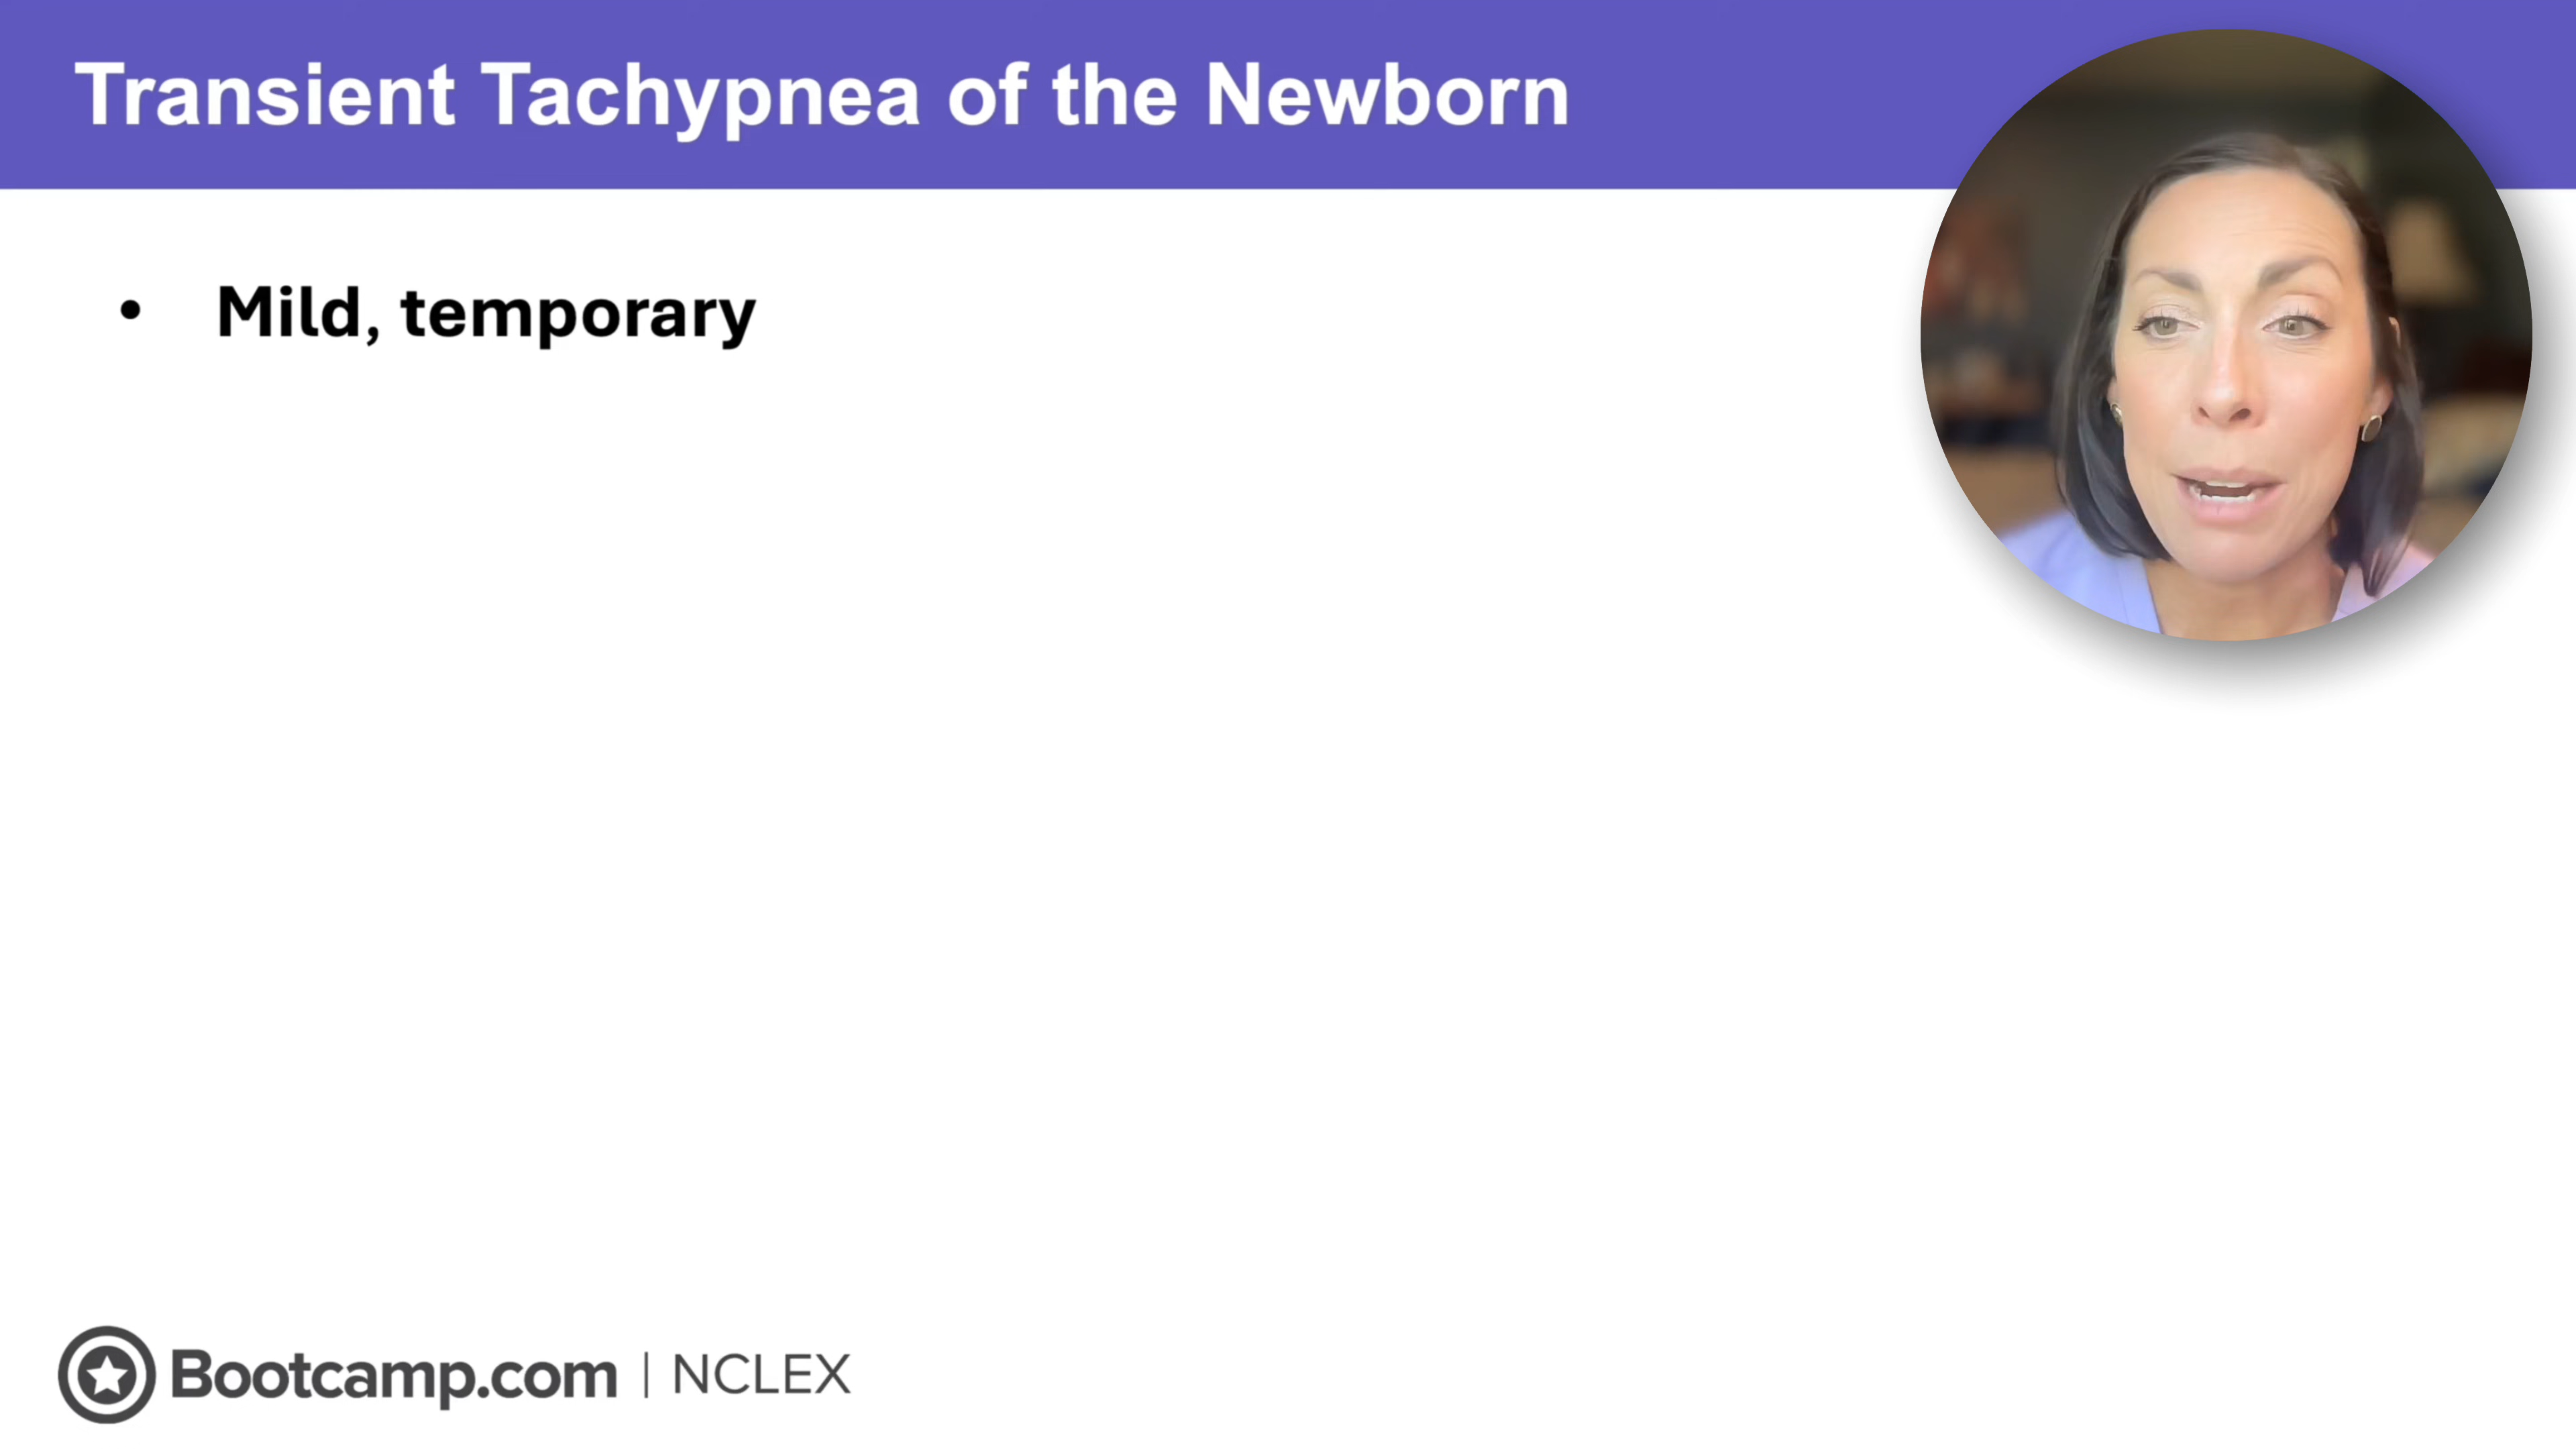 Transient Tachypnea of the Newborn
• Mild, temporary
Bootcamp.com | NCLEX